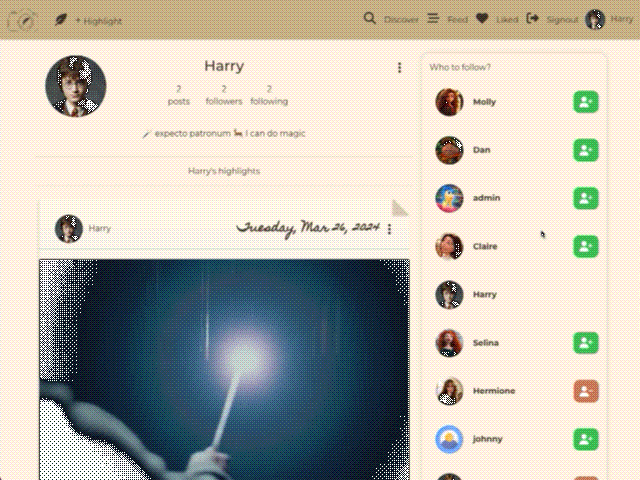 + Highlight
Discover
Feed
Liked
Signout
Harry
Harry
2 2 2
posts followers following
expecto patronum I can do magic
Harry's highlights
Harry
Tuesday, Mar 26, 2024
Who to follow?
Molly
Dan
admin
Claire
Harry
Selina
Hermione
johnny